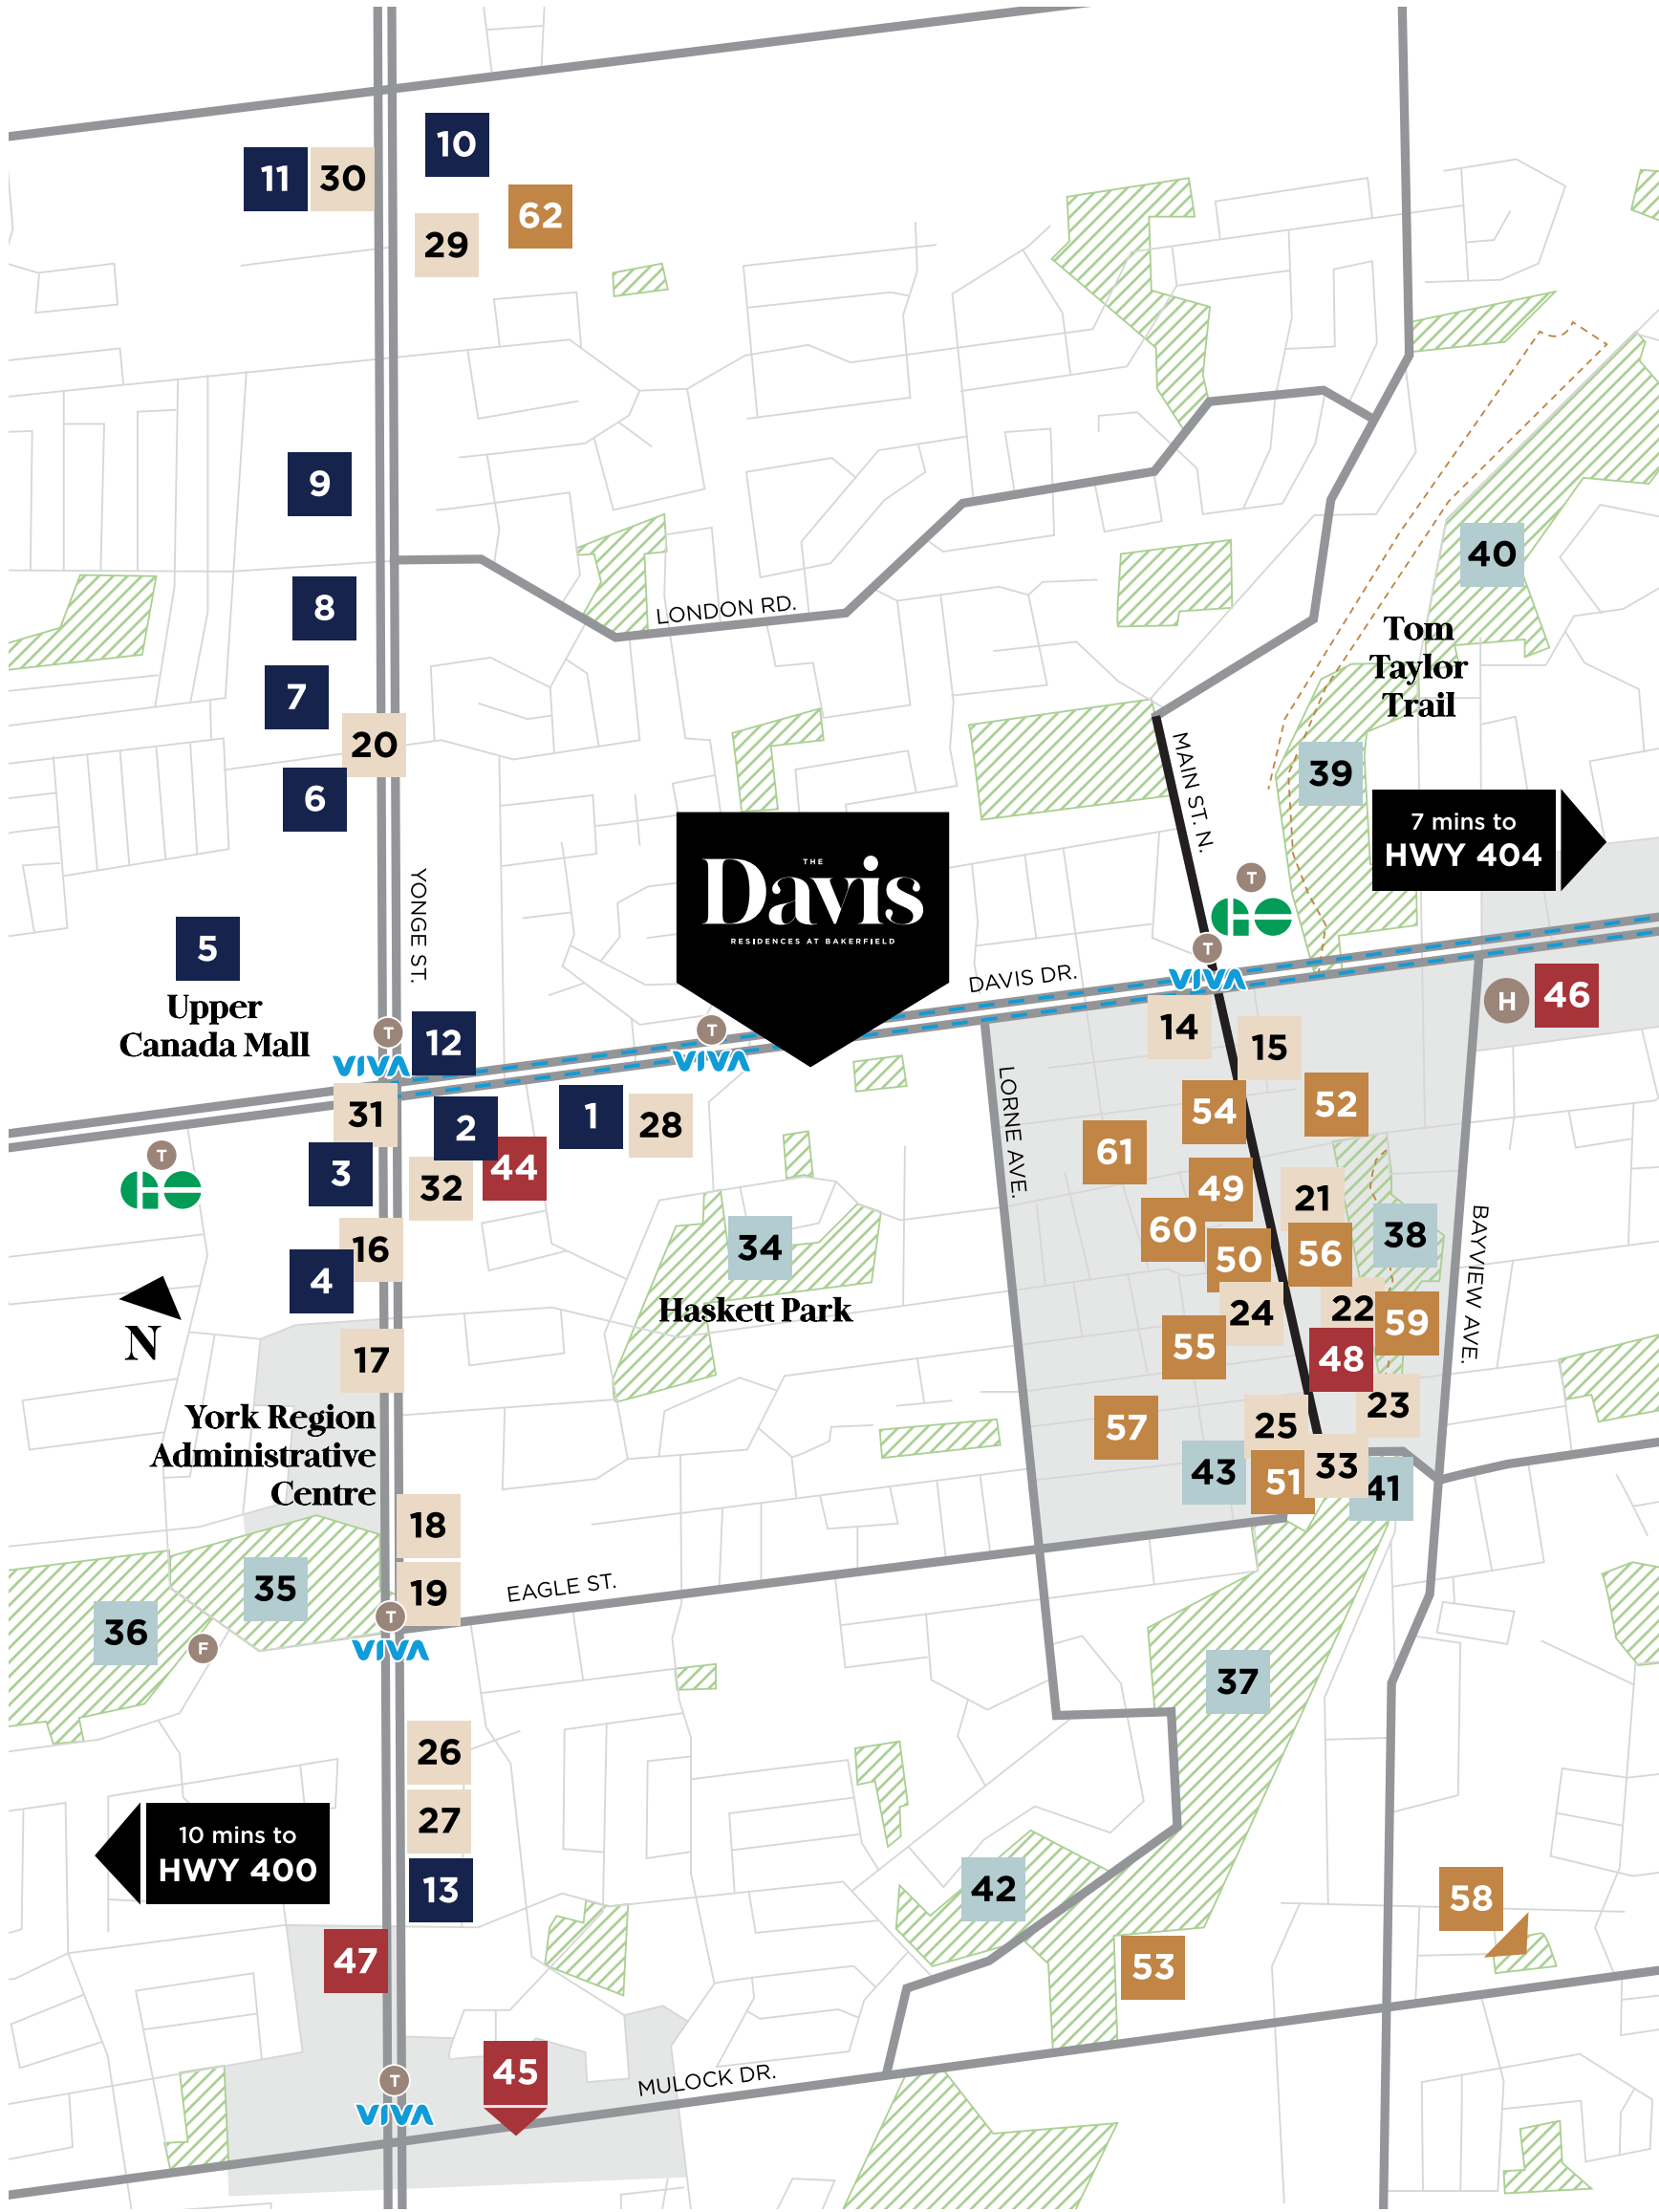 10
11
30
62
29
9
40
8
LONDON RD.
Tom
Taylor
Trail
7
20
MAIN ST. N.
39
6
7 mins to
HWY 404
THE
Davis
RESIDENCES AT BAKERFIELD
YONGE ST.
T
GO
5
T
VIVA
DAVIS DR.
H
46
Upper
Canada Mall
T
VIVA
12
T
VIVA
14
15
31
2
1
28
LORNE AVE.
54
52
T
GO
3
32
44
61
49
21
16
34
60
50
56
38
BAYVIEW AVE.
4
N
Haskett Park
24
22
59
17
55
48
York Region
Administrative
Centre
57
25
23
43
51
33
41
18
35
19
EAGLE ST.
36
F
T
VIVA
37
26
27
10 mins to
HWY 400
13
42
58
47
53
45
T
VIVA
MULOCK DR.